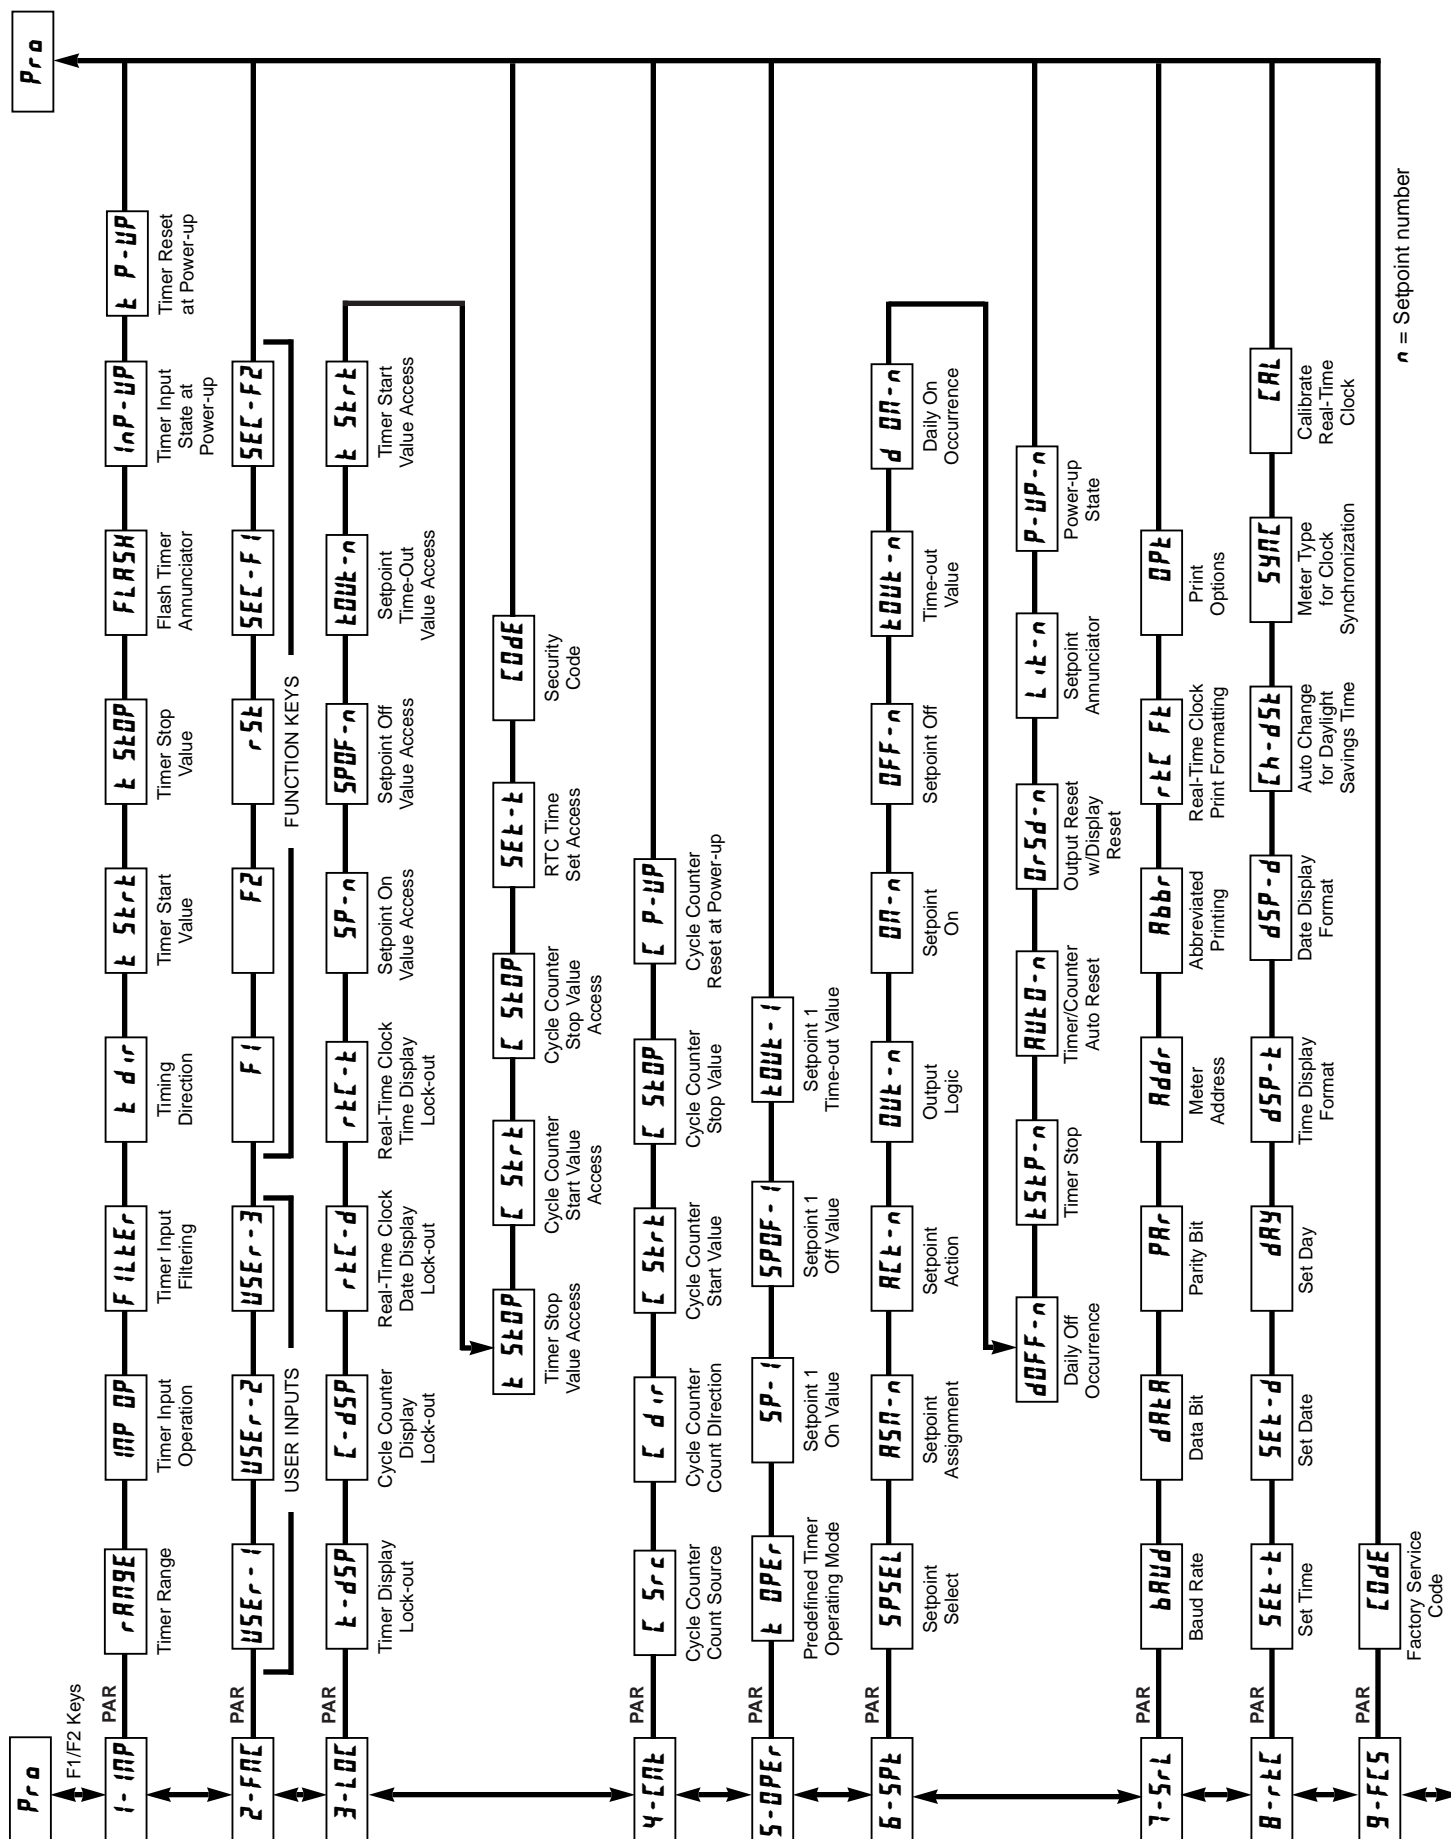 Pro
F1/F2 Keys
1-INP
PAR
rANGE
Timer Range
INP OP
Timer Input
Operation
FILtEr
Timer Input
Filtering
t dir
Timing
Direction
t Strt
Timer Start
Value
t StOP
Timer Stop
Value
FLASH
Flash Timer
Annunciator
InP-UP
Timer Input
State at
Power-up
t P-UP
Timer Reset
at Power-up
Pro
2-FNC
PAR
USEr-1
USEr-2
USEr-3
USER INPUTS
F1
F2
rSt
SEC-F1
SEC-F2
FUNCTION KEYS
3-LOC
PAR
t-dSP
Timer Display
Lock-out
C-dSP
Cycle Counter
Display
Lock-out
rtC-d
Real-Time Clock
Date Display
Lock-out
rtC-t
Real-Time Clock
Time Display
Lock-out
SP-n
Setpoint On
Value Access
SPOF-n
Setpoint Off
Value Access
tOUt-n
Setpoint
Time-Out
Value Access
t Strt
Timer Start
Value Access
t StOP
Timer Stop
Value Access
C Strt
Cycle Counter
Start Value
Access
C StOP
Cycle Counter
Stop Value
Access
SEt-t
RTC Time
Set Access
COdE
Security
Code
4-CNt
PAR
C Src
Cycle Counter
Count Source
C dir
Cycle Counter
Count DIrection
C Strt
Cycle Counter
Start Value
C StOP
Cycle Counter
Stop Value
C P-UP
Cycle Counter
Reset at Power-up
5-OPEr
PAR
t OPEr
Predefined Timer
Operating Mode
SP-1
Setpoint 1
On Value
SPOF-1
Setpoint 1
Off Value
tOUt-1
Setpoint 1
Time-out Value
6-SPt
PAR
SPSEL
Setpoint
Select
ASN-n
Setpoint
Assignment
ACt-n
Setpoint
Action
OUt-n
Output
Logic
ON-n
Setpoint
On
OFF-n
Setpoint Off
tOUt-n
Time-out
Value
d ON-n
Daily On
Occurrence
dOFF-n
Daily Off
Occurrence
tStP-n
Timer Stop
AUtO-n
Timer/Counter
Auto Reset
OrSd-n
Output Reset
w/Display
Reset
Lit-n
Setpoint
Annunciator
P-UP-n
Power-up
State
7-SrL
PAR
bAUd
Baud Rate
dAtA
Data Bit
PAr
Parity Bit
Addr
Meter
Address
Abbr
Abbreviated
Printing
rtC Ft
Real-Time Clock
Print Formatting
OPt
Print
Options
8-rtC
PAR
SEt-t
Set Time
SEt-d
Set Date
dAY
Set Day
dSP-t
Time Display
Format
dSP-d
Date Display
Format
Ch-dSt
Auto Change
for Daylight
Savings Time
SYNC
Meter Type
for Clock
Synchronization
CAL
Calibrate
Real-Time
Clock
9-FCS
PAR
COdE
Factory Service
Code
n = Setpoint number